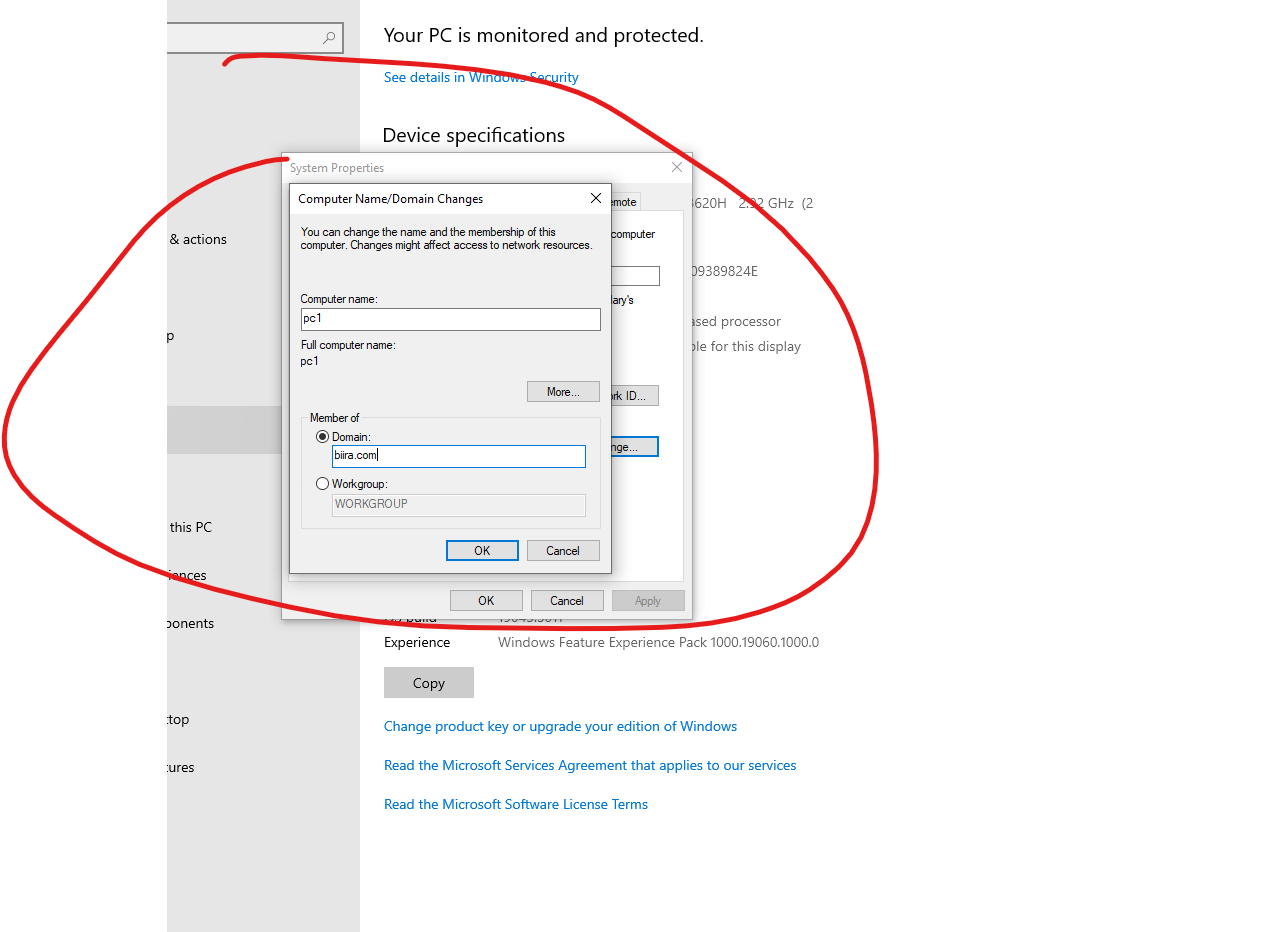 Your PC is monitored and protected.
See details in Windows Security
Device specifications
System Properties
Computer Name/Domain Changes
You can change the name and the membership of this
computer. Changes might affect access to network resources.
Computer name:
pc1
Full computer name:
pc1
More...
Member of
Domain:
biira.com
Workgroup:
WORKGROUP
OK
Cancel
emote
computer
lary's
rk ID...
nge...
OK
Cancel
Apply
620H 2.92 GHz (2
09389824E
ased processor
ble for this display
& actions
p
this PC
iences
ponents
top
tures
Experience
Windows Feature Experience Pack 1000.19060.1000.0
Copy
Change product key or upgrade your edition of Windows
Read the Microsoft Services Agreement that applies to our services
Read the Microsoft Software License Terms